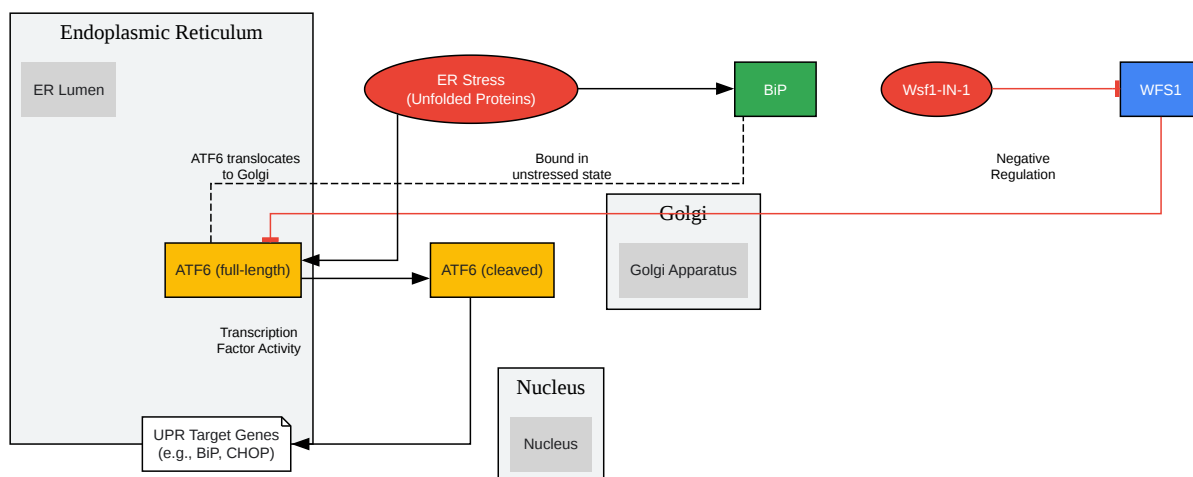 Endoplasmic Reticulum
ER Lumen
ER Stress
(Unfolded Proteins)
BiP
Wsf1-IN-1
WFS1
ATF6 translocates
to Golgi
Bound in
unstressed state
Negative
Regulation
Golgi
ATF6 (full-length)
ATF6 (cleaved)
Golgi Apparatus
Transcription
Factor Activity
Nucleus
UPR Target Genes
(e.g., BiP, CHOP)
Nucleus